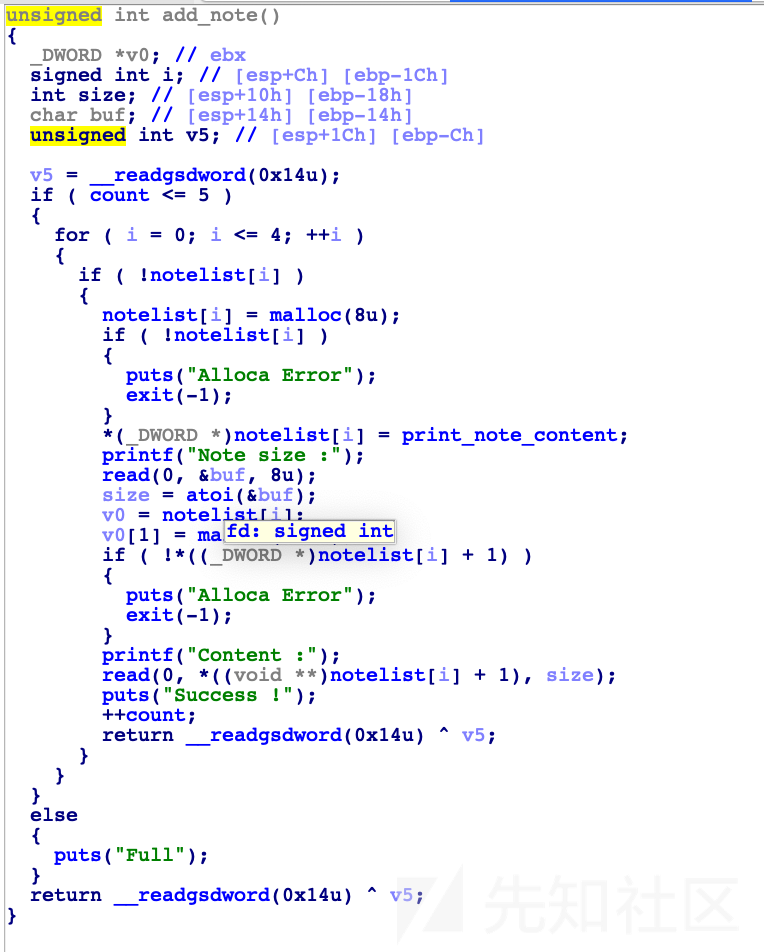 unsigned int add_note()
{
  _DWORD *v0; // ebx
  signed int i; // [esp+Ch] [ebp-1Ch]
  int size; // [esp+10h] [ebp-18h]
  char buf; // [esp+14h] [ebp-14h]
  unsigned int v5; // [esp+1Ch] [ebp-Ch]

  v5 = __readgsdword(0x14u);
  if ( count <= 5 )
  {
    for ( i = 0; i <= 4; ++i )
    {
      if ( !notelist[i] )
      {
        notelist[i] = malloc(8u);
        if ( !notelist[i] )
        {
          puts("Alloca Error");
          exit(-1);
        }
        *(_DWORD *)notelist[i] = print_note_content;
        printf("Note size :");
        read(0, &buf, 8u);
        size = atoi(&buf);
        v0 = notelist[i];
        v0[1] = ma
fd: signed int
        if ( !*((_DWORD *)notelist[i] + 1) )
        {
          puts("Alloca Error");
          exit(-1);
        }
        printf("Content :");
        read(0, *((void **)notelist[i] + 1), size);
        puts("Success !");
        ++count;
        return __readgsdword(0x14u) ^ v5;
      }
    }
  }
  else
  {
    puts("Full");
  }
  return __readgsdword(0x14u) ^ v5;
}
先知社区